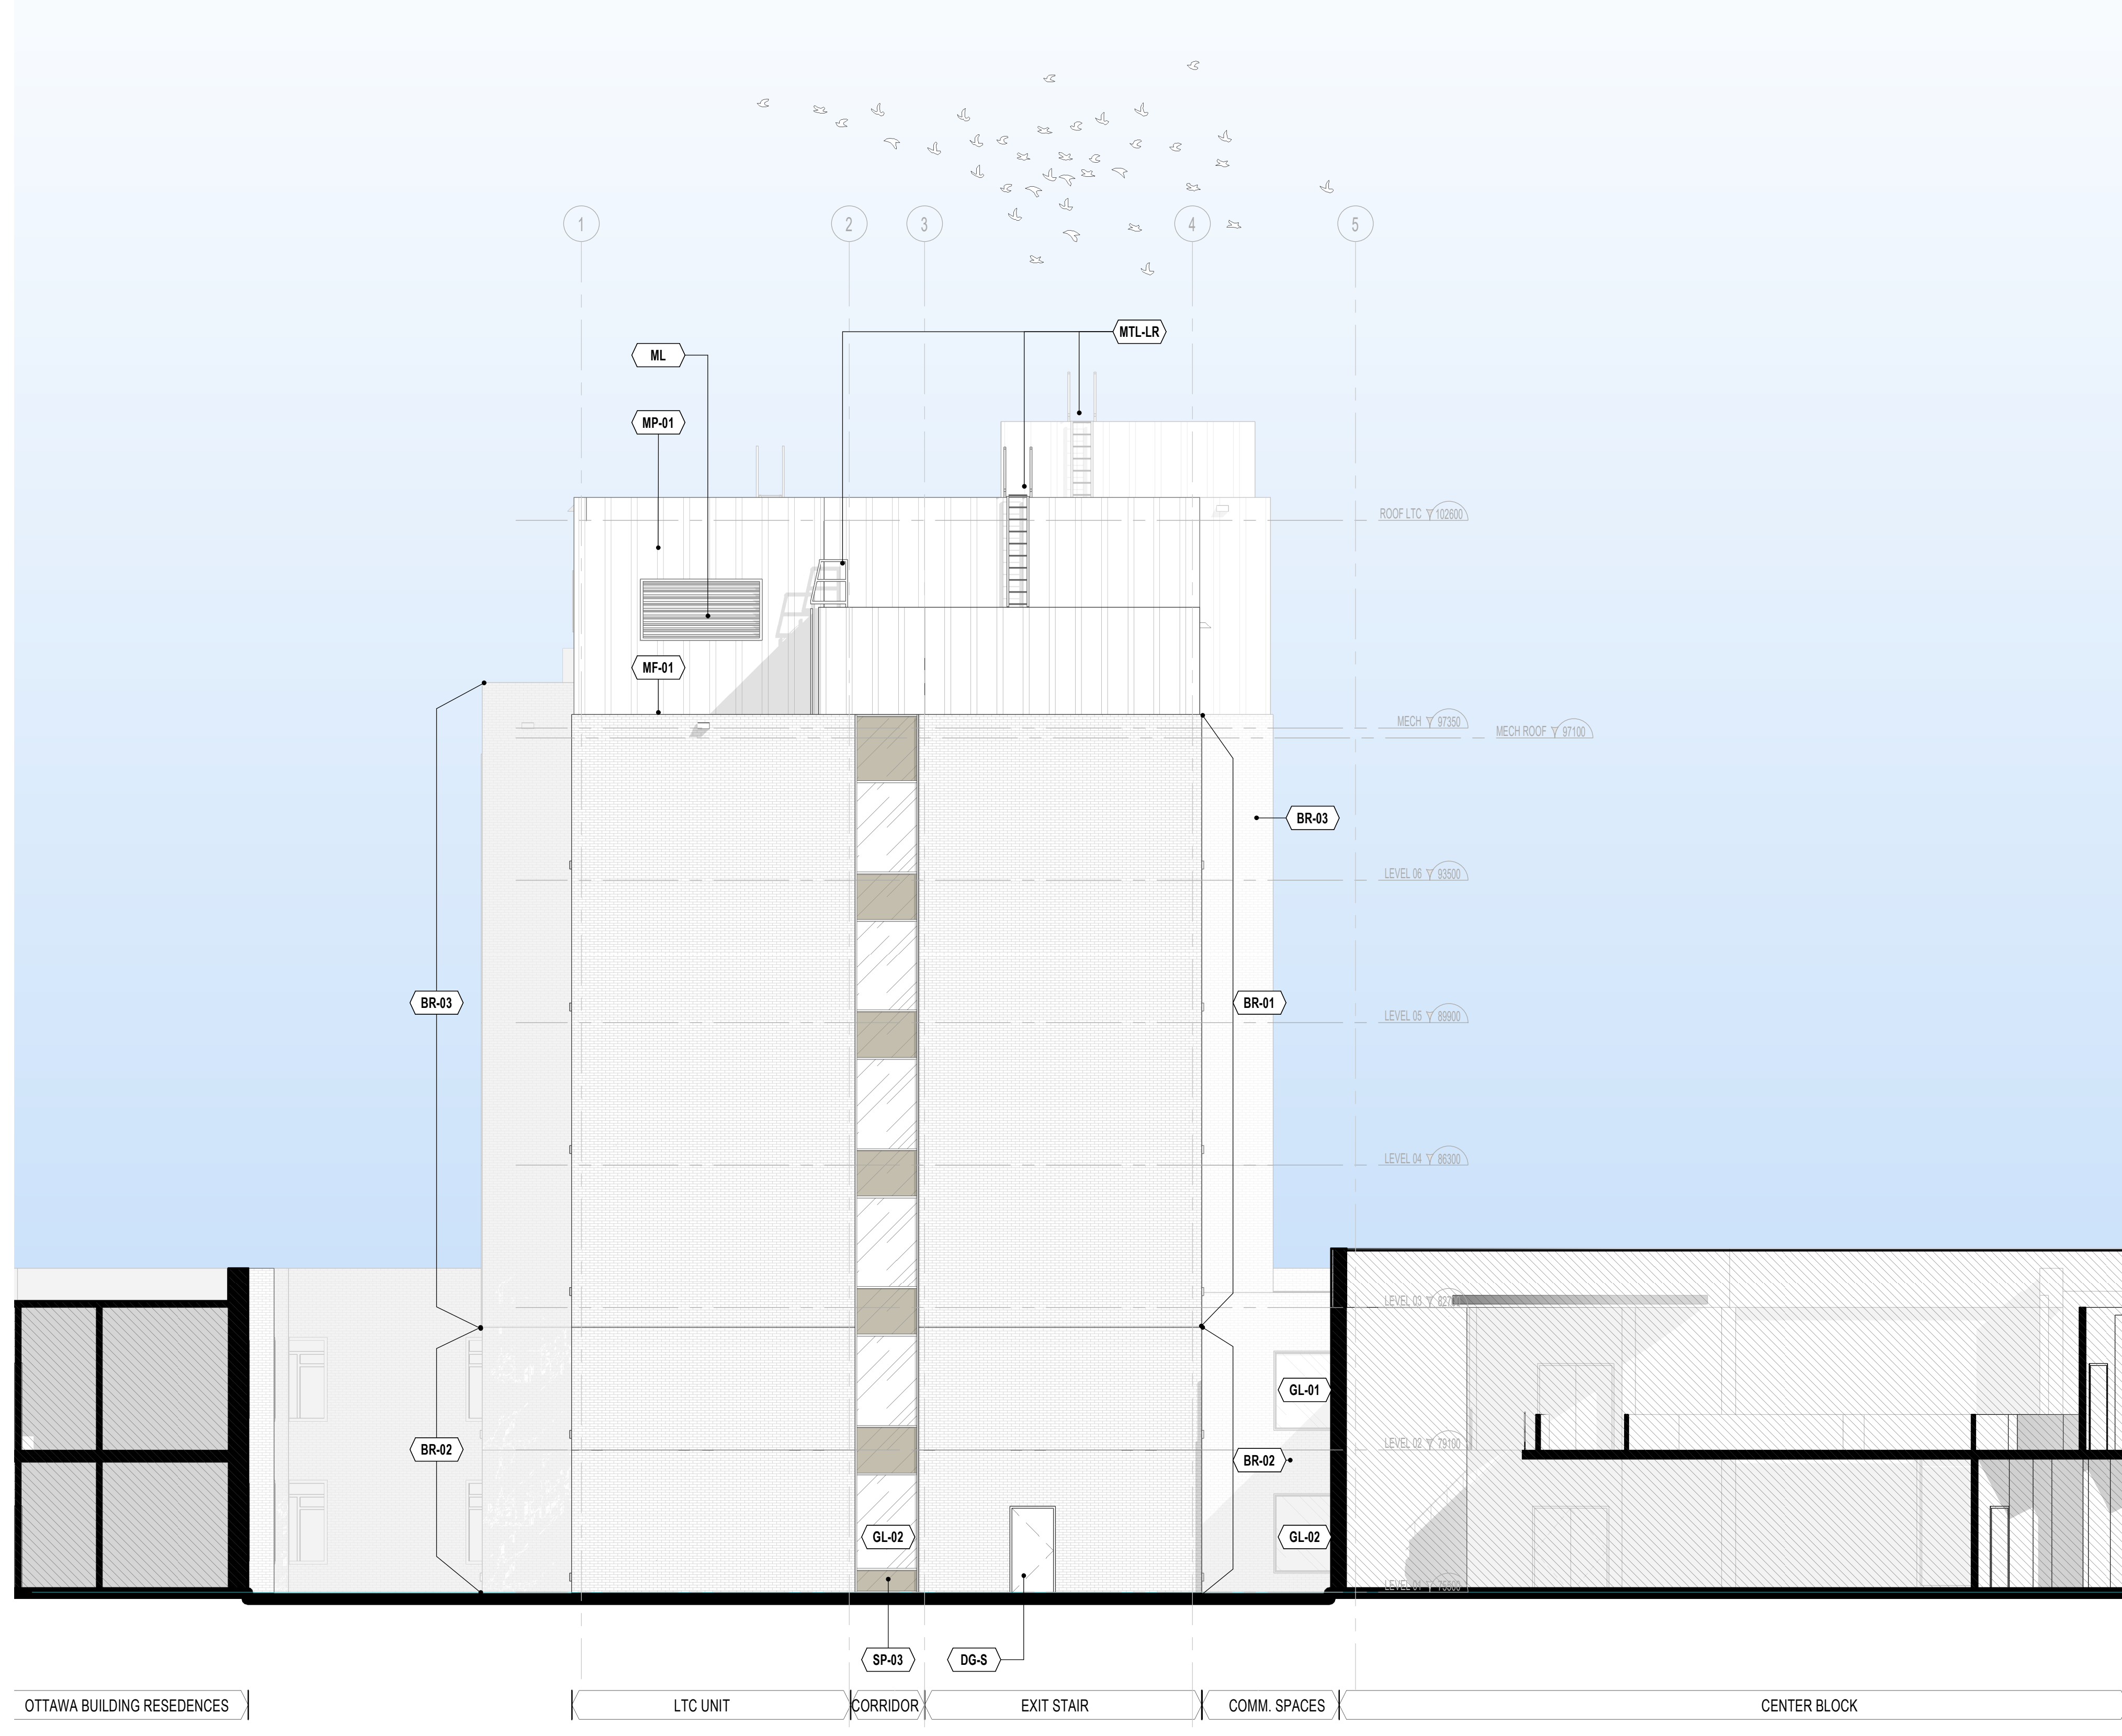 1
2
3
4
5
MTL-LR
ML
MP-01
ROOF LTC 102600
MF-01
MECH 97350
MECH ROOF 97100
BR-03
LEVEL 06 93500
BR-03
BR-01
LEVEL 05 89900
LEVEL 04 86300
LEVEL 03
GL-01
LEVEL 02 79100
BR-02
BR-02
GL-02
GL-02
LEVEL 01
SP-03
DG-S
OTTAWA BUILDING RESEDENCES
LTC UNIT
CORRIDOR
EXIT STAIR
COMM. SPACES
CENTER BLOCK